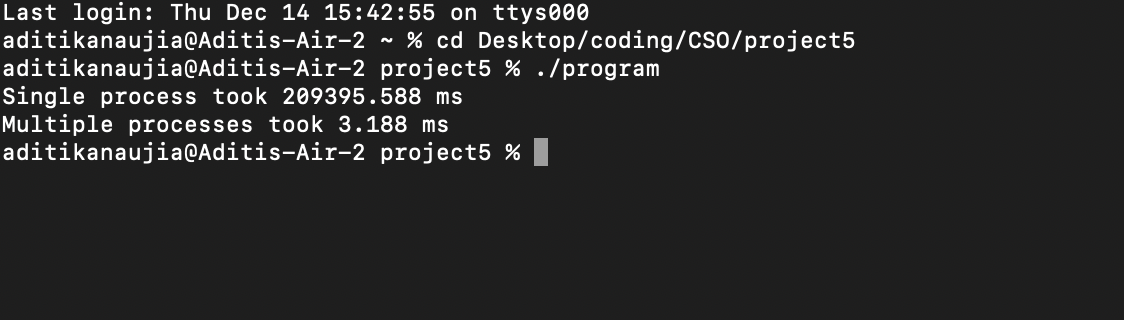 Last login: Thu Dec 14 15:42:55 on ttys000
aditikanaujia@Aditis-Air-2 ~ % cd Desktop/coding/CSO/project5
aditikanaujia@Aditis-Air-2 project5 % ./program
Single process took 209395.588 ms
Multiple processes took 3.188 ms
aditikanaujia@Aditis-Air-2 project5 %